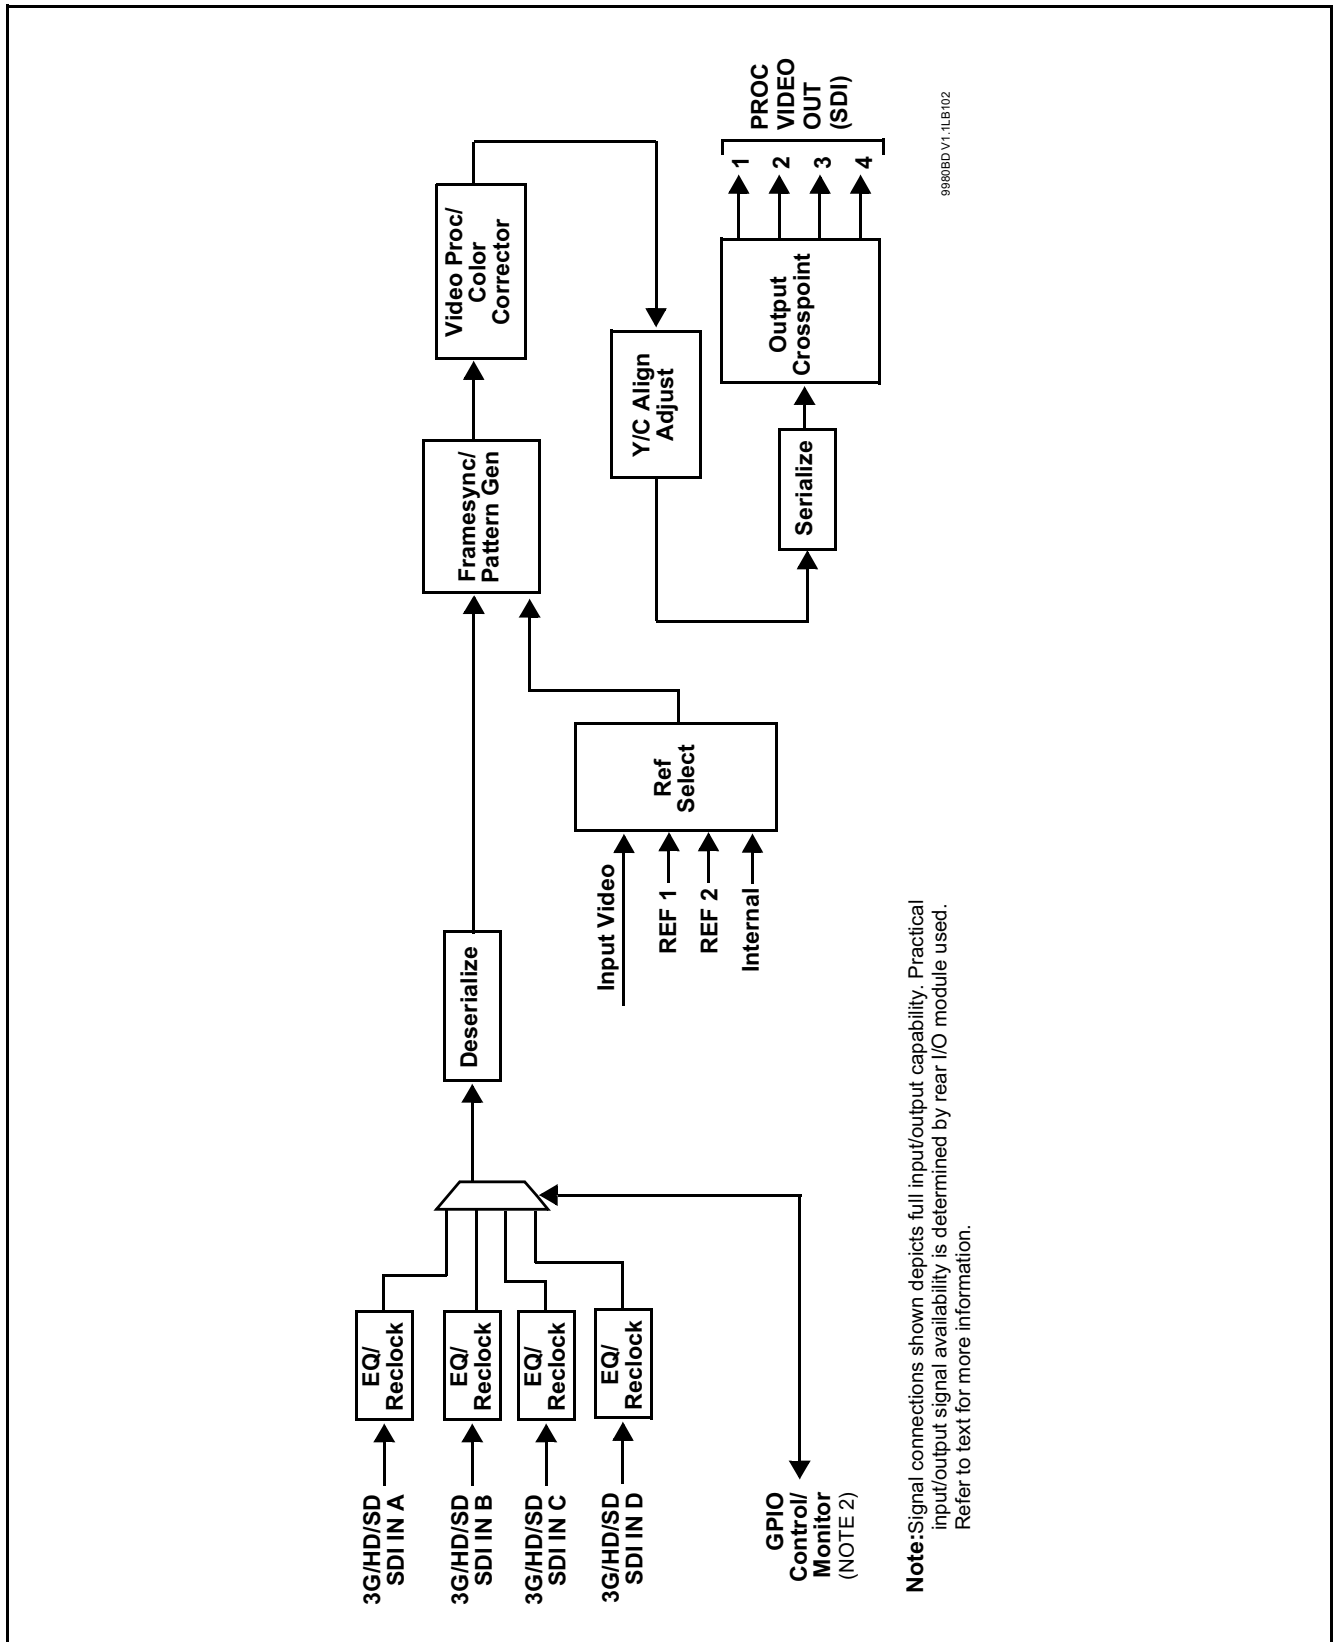 3G/HD/SD
SDI IN A
3G/HD/SD
SDI IN B
3G/HD/SD
SDI IN C
3G/HD/SD
SDI IN D
EQ/
Reclock
EQ/
Reclock
EQ/
Reclock
EQ/
Reclock
GPIO
Control/
Monitor
(NOTE 2)
Deserialize
Input Video
REF 1
REF 2
Internal
Ref
Select
Framesync/
Pattern Gen
Video Proc/
Color
Corrector
Y/C Align
Adjust
Serialize
Output
Crosspoint
1
2
3
4
PROC
VIDEO
OUT
(SDI)
Note:Signal connections shown depicts full input/output capability. Practical
input/output signal availability is determined by rear I/O module used.
Refer to text for more information.
9980BD V1.1LB102